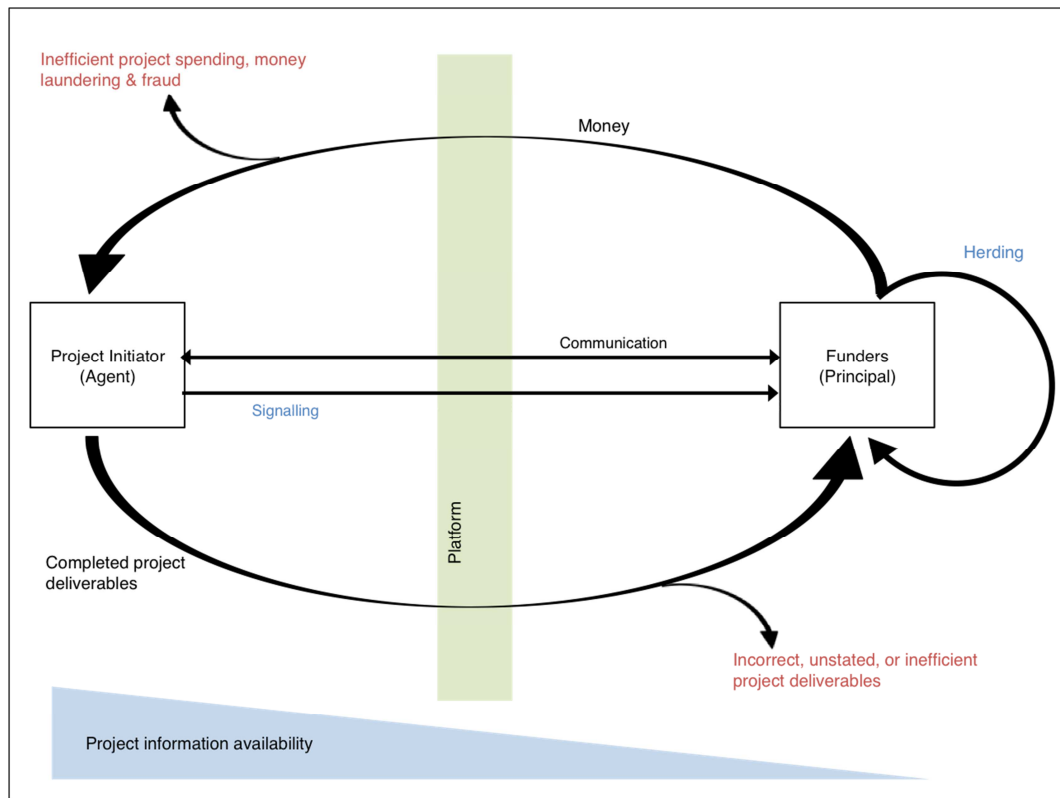 Inefficient project spending, money
laundering & fraud
Money
Herding
Project Initiator
(Agent)
Communication
Funders
(Principal)
Signalling
Platform
Completed project
deliverables
Incorrect, unstated, or inefficient
project deliverables
Project information availability